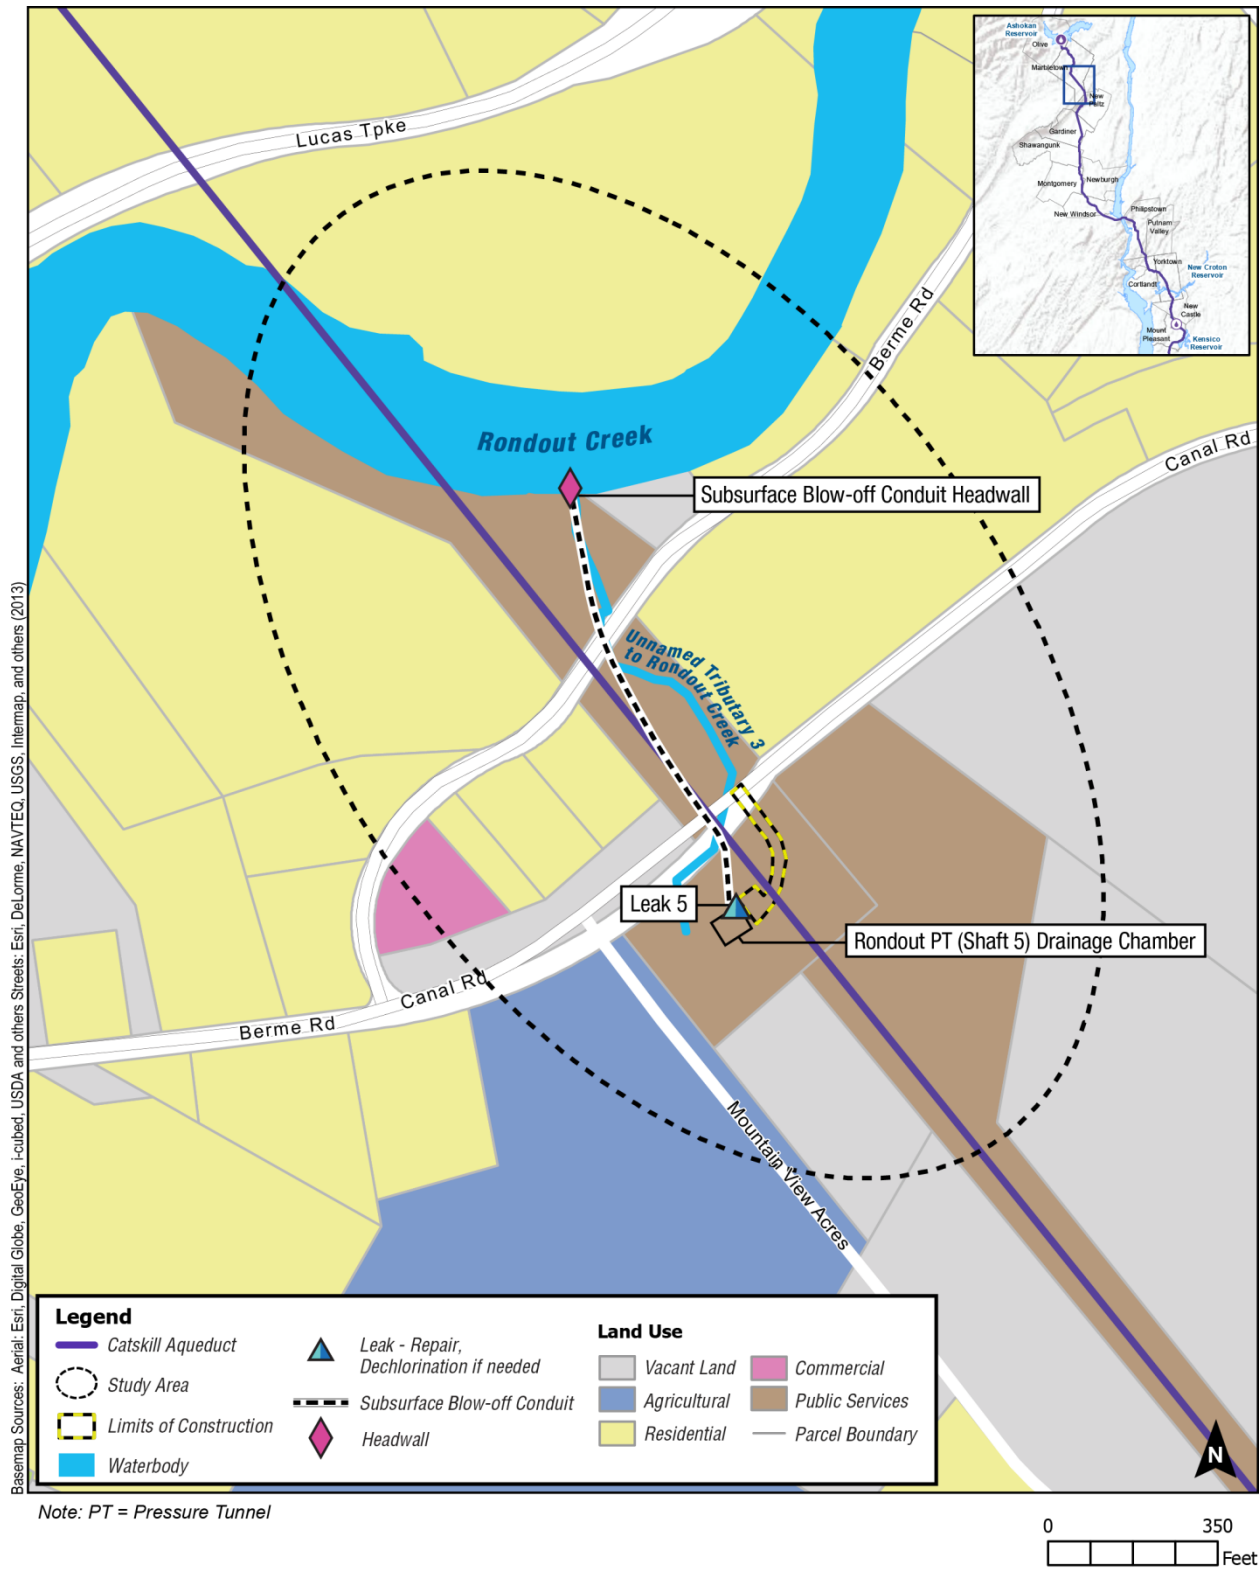 Lucas Tpke
Ashokan
Reservoir
Olive
Marbletown
New
Paltz
Gardiner
Shawangunk
Montgomery
Newburgh
New Windsor
Philipstown
Putnam
Valley
Yorktown
New Croton
Reservoir
Cortlandt
New
Castle
Mount
Pleasant
Kensico
Reservoir
Berme Rd
Canal Rd
Rondout Creek
Subsurface Blow-off Conduit Headwall
Unnamed Tributary 3
to Rondout Creek
Leak 5
Rondout PT (Shaft 5) Drainage Chamber
Canal Rd
Berme Rd
Mountain View Acres
Basemap Sources: Aerial: Esri, Digital Globe, GeoEye, i-cubed, USDA and others Streets: Esri, DeLorme, NAVTEQ, USGS, Intermap, and others (2013)
Legend
Catskill Aqueduct
Study Area
Limits of Construction
Waterbody
Leak - Repair,
Dechlorination if needed
Subsurface Blow-off Conduit
Headwall
Land Use
Vacant Land
Agricultural
Residential
Commercial
Public Services
Parcel Boundary
N
Note: PT = Pressure Tunnel
0 350
Feet